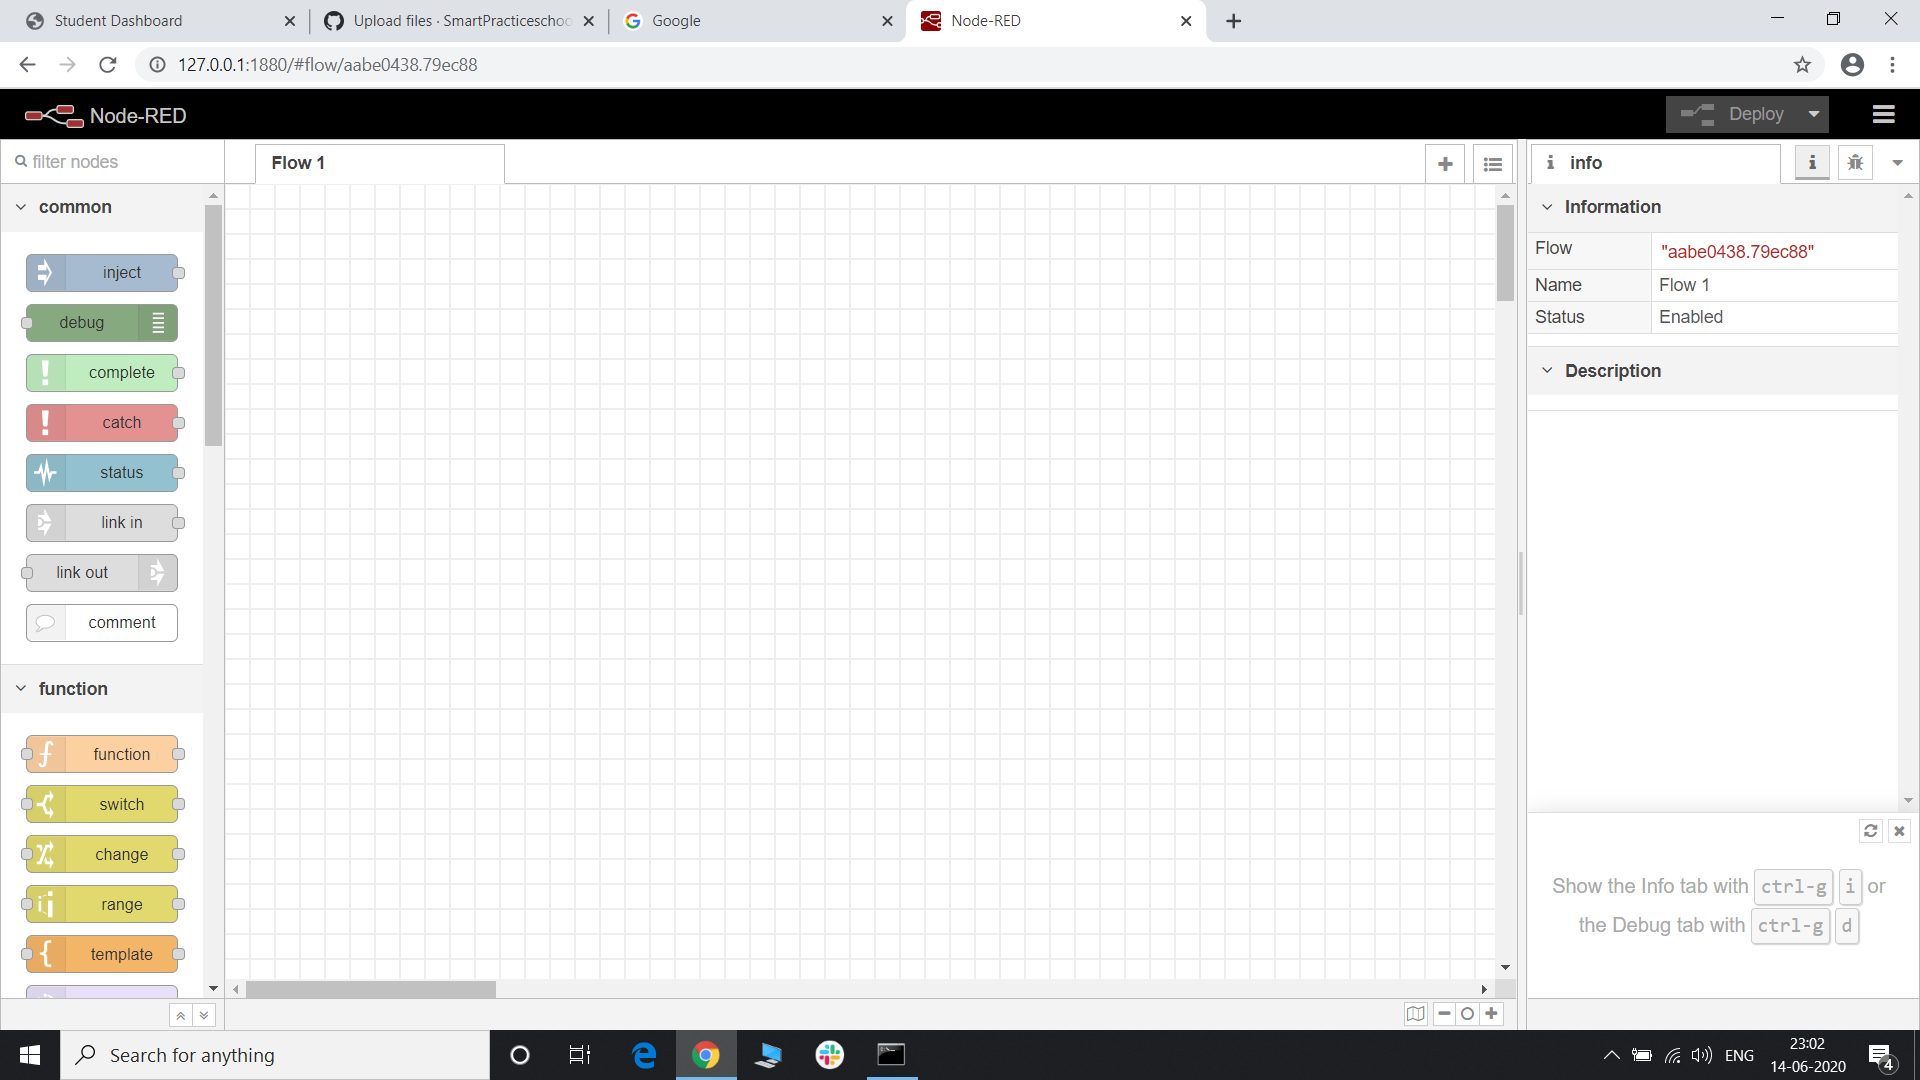 Student Dashboard
Upload files · SmartPracticeschoo
Google
Node-RED
127.0.0.1:1880/#flow/aabe0438.79ec88
Node-RED
Deploy
filter nodes
Flow 1
info
common
inject
debug
complete
catch
status
link in
link out
comment
function
function
switch
change
range
template
Information
Flow "aabe0438.79ec88"
Name Flow 1
Status Enabled
Description
Show the Info tab with ctrl-g i or
the Debug tab with ctrl-g d
Search for anything
ENG
23:02
14-06-2020
4